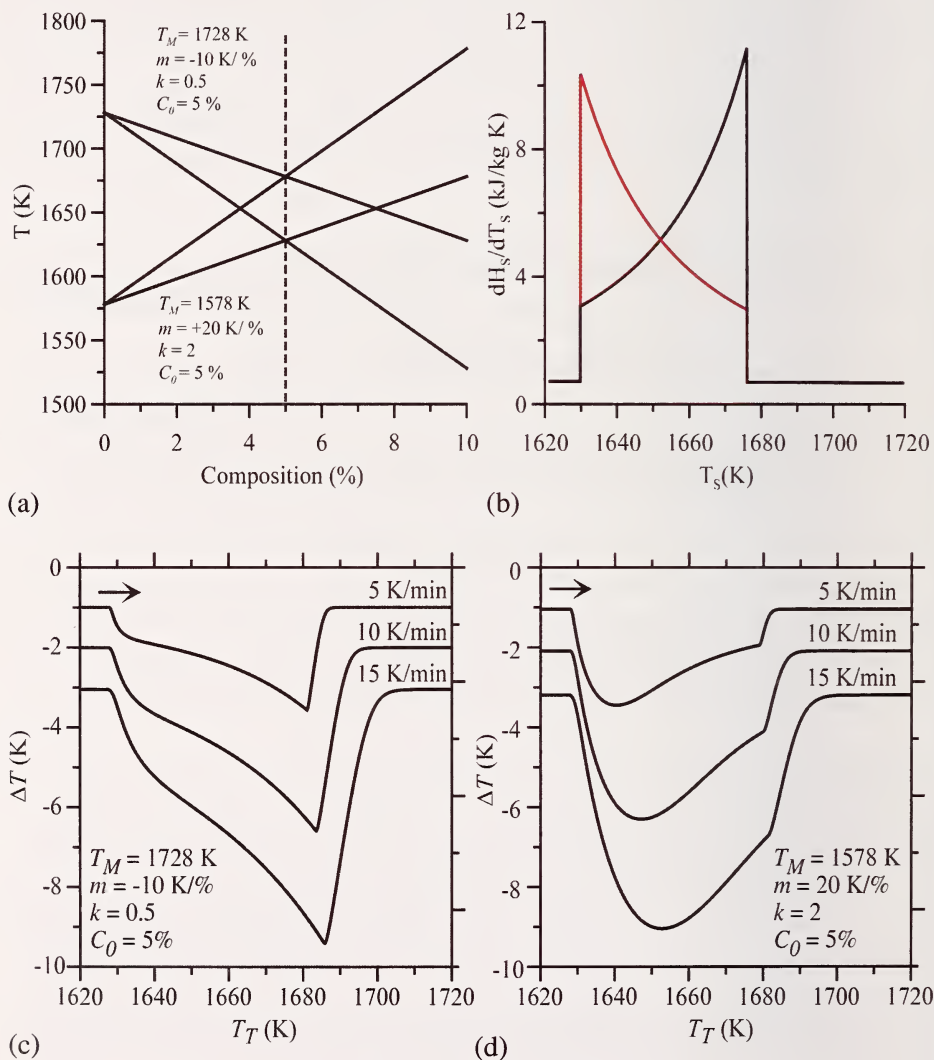 1800
1750
1700
1650
1600
1550
1500
T (K)
T_M = 1728 K
m = -10 K/ %
k = 0.5
C_0 = 5 %
T_M = 1578 K
m = +20 K/ %
k = 2
C_0 = 5 %
0 2 4 6 8 10
Composition (%)
(a)
12
8
4
0
dH_S/dT_S (kJ/kg K)
1620 1640 1660 1680 1700 1720
T_S(K)
(b)
0
-2
-4
-6
-8
-10
ΔT (K)
5 K/min
10 K/min
15 K/min
T_M = 1728 K
m = -10 K/%
k = 0.5
C_0 = 5%
1620 1640 1660 1680 1700 1720
T_T (K)
(c)
0
-2
-4
-6
-8
-10
ΔT (K)
5 K/min
10 K/min
15 K/min
T_M = 1578 K
m = 20 K/%
k = 2
C_0 = 5%
1620 1640 1660 1680 1700 1720
T_T (K)
(d)